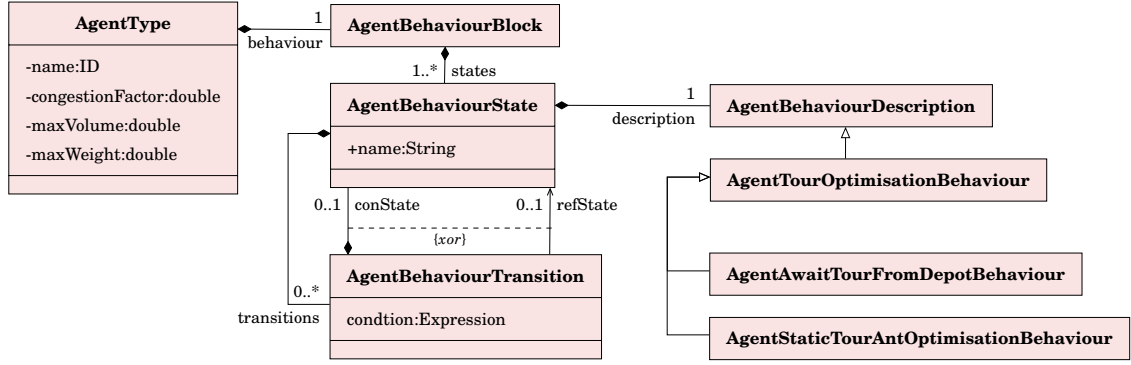 AgentType
-name:ID
-congestionFactor:double
-maxVolume:double
-maxWeight:double
1
behaviour
AgentBehaviourBlock
1..* states
AgentBehaviourState
+name:String
1
description
AgentBehaviourDescription
AgentTourOptimisationBehaviour
0..1 conState
0..1 refState
{xor}
AgentBehaviourTransition
condtion:Expression
0..*
transitions
AgentAwaitTourFromDepotBehaviour
AgentStaticTourAntOptimisationBehaviour